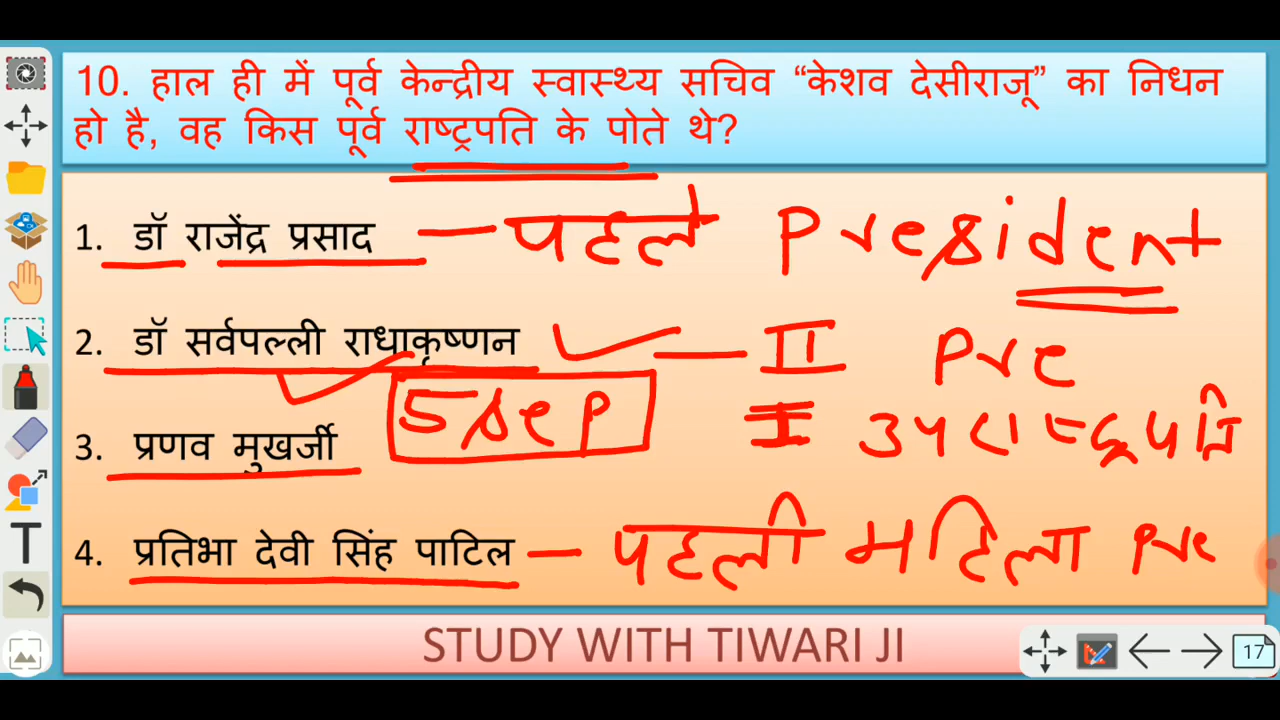 10. हाल ही में पूर्व केन्द्रीय स्वास्थ्य सचिव “केशव देसीराजू” का निधन
हो है, वह किस पूर्व राष्ट्रपति के पोते थे?
1. डॉ राजेंद्र प्रसाद – पहले President
2. डॉ सर्वपल्ली राधाकृष्णन – II Pre
5 Sep I उपराष्ट्रपति
3. प्रणव मुखर्जी
4. प्रतिभा देवी सिंह पाटिल – पहली महिला Pre
STUDY WITH TIWARI JI
T
17